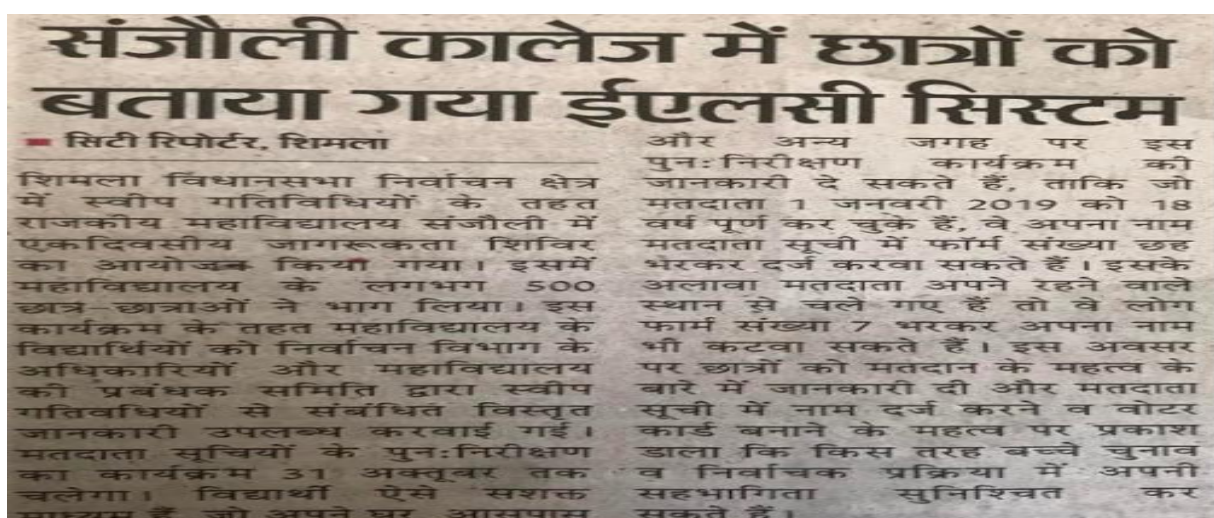 संजौली कालेज में छात्रों को
बताया गया ईएलसी सिस्टम
सिटी रिपोर्टर, शिमला
शिमला विधानसभा निर्वाचन क्षेत्र
में स्वीप गतिविधियों के तहत
राजकीय महाविद्यालय संजौली में
एकदिवसीय जागरूकता शिविर
का आयोजन किया गया। इसमें
महाविद्यालय के लगभग 500
छात्र-छात्राओं ने भाग लिया। इस
कार्यक्रम के तहत महाविद्यालय के
विद्यार्थियों को निर्वाचन विभाग के
अधिकारियों और महाविद्यालय
को प्रबंधक समिति द्वारा स्वीप
गतिवधियों से संबंधित विस्तृत
जानकारी उपलब्ध करवाई गई।
मतदाता सूचियों के पुनःनिरीक्षण
का कार्यक्रम 31 अक्तूबर तक
चलेगा। विद्यार्थी ऐसे सशक्त
माध्यम हैं, जो अपने घर आसपास
और अन्य जगह पर इस
पुनःनिरीक्षण कार्यक्रम की
जानकारी दे सकते हैं, ताकि जो
मतदाता 1 जनवरी 2019 को 18
वर्ष पूर्ण कर चुके हैं, वे अपना नाम
मतदाता सूची में फॉर्म संख्या छह
भरकर दर्ज करवा सकते हैं। इसके
अलावा मतदाता अपने रहने वाले
स्थान से चले गए हैं तो वे लोग
फार्म संख्या 7 भरकर अपना नाम
भी कटवा सकते हैं। इस अवसर
पर छात्रों को मतदान के महत्व के
बारे में जानकारी दी और मतदाता
सूची में नाम दर्ज करने व वोटर
कार्ड बनाने के महत्व पर प्रकाश
डाला कि किस तरह बच्चे चुनाव
व निर्वाचक प्रक्रिया में अपनी
सहभागिता सुनिश्चित कर
सकते हैं।